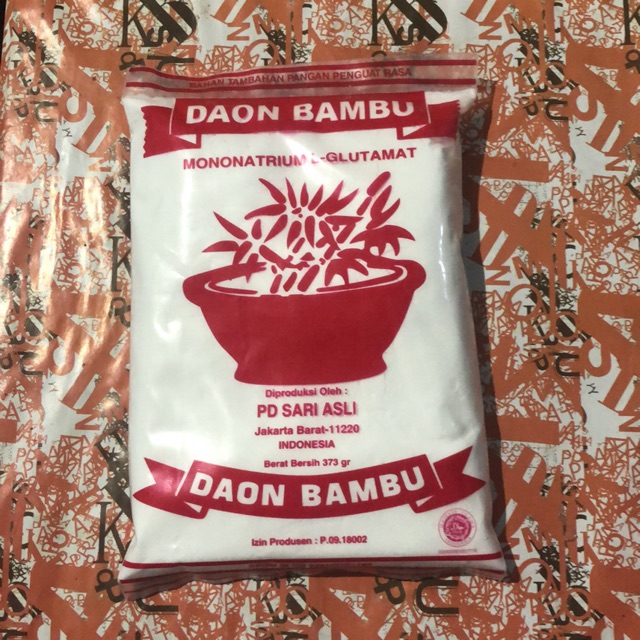 BAHAN TAMBAHAN PANGAN PENGUAT RASA
DAON BAMBU
MONONATRIUM L-GLUTAMAT
Diproduksi Oleh :
PD SARI ASLI
Jakarta Barat-11220
INDONESIA
Berat Bersih 373 gr
DAON BAMBU
Izin Produsen : P.09.18002